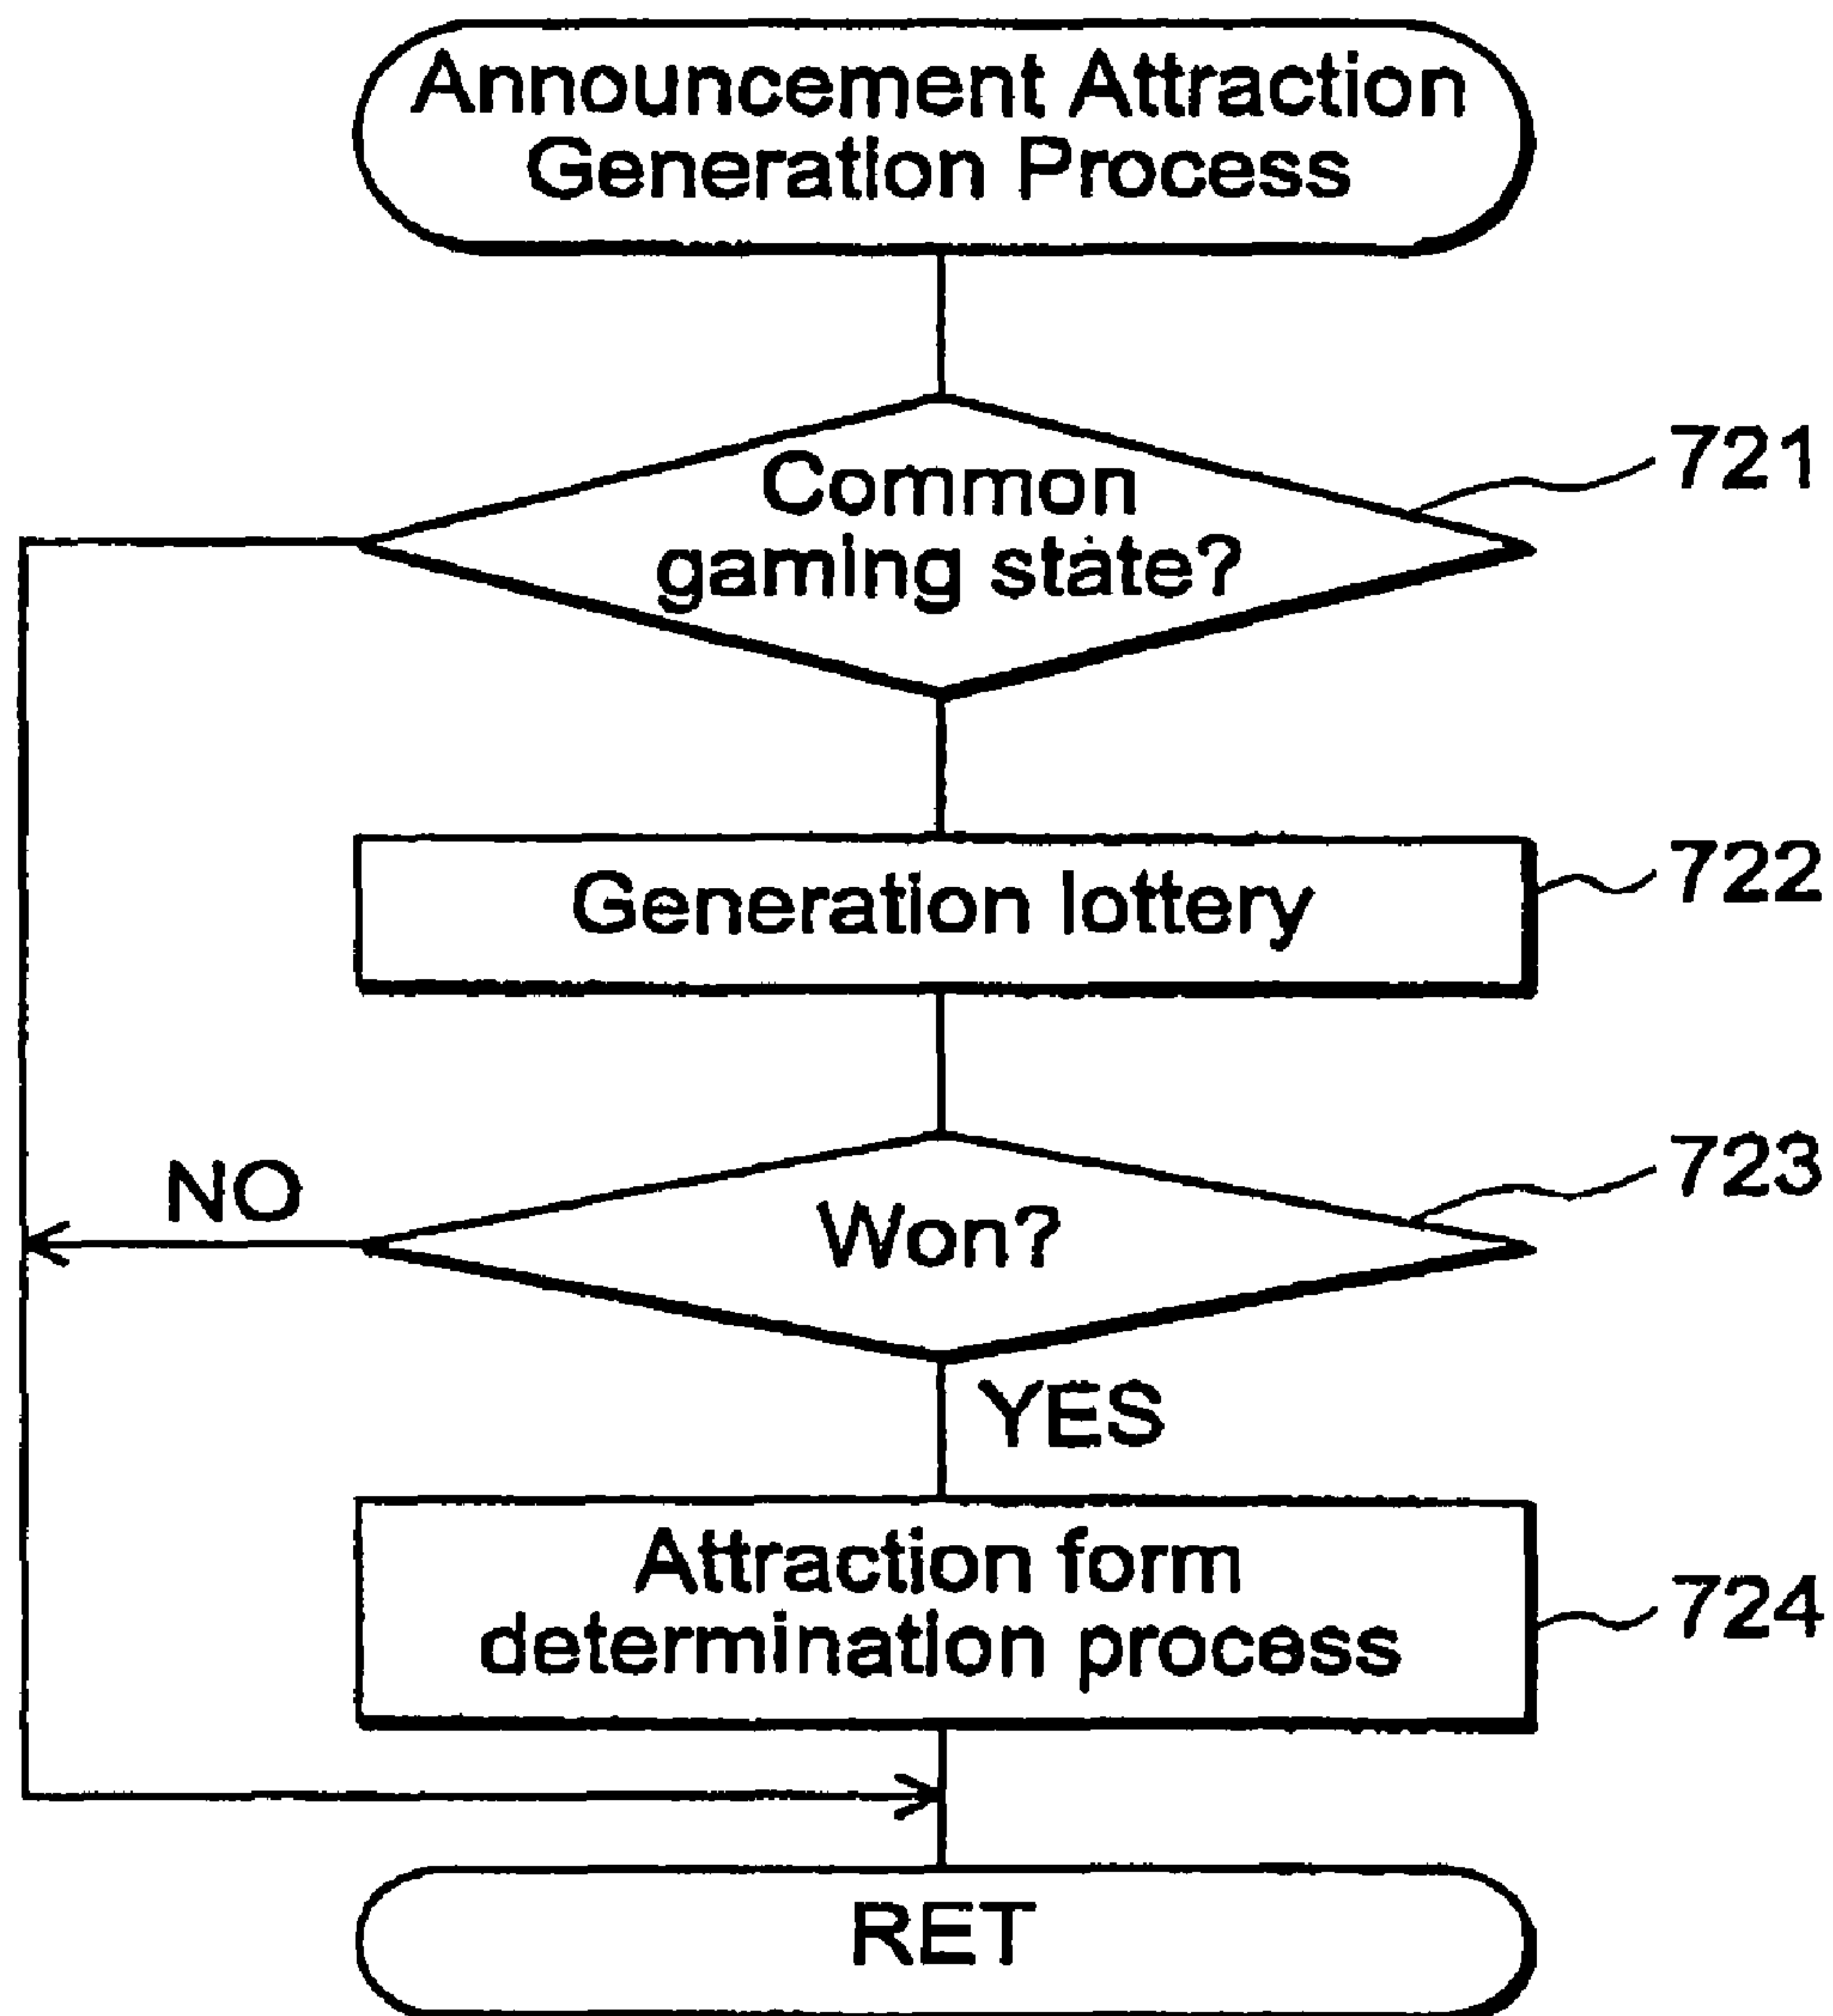 Announcement Attraction
Generation Process
Common
gaming state?
721
Generation lottery
722
Won?
723
NO
YES
Attraction form
determination process
724
RET